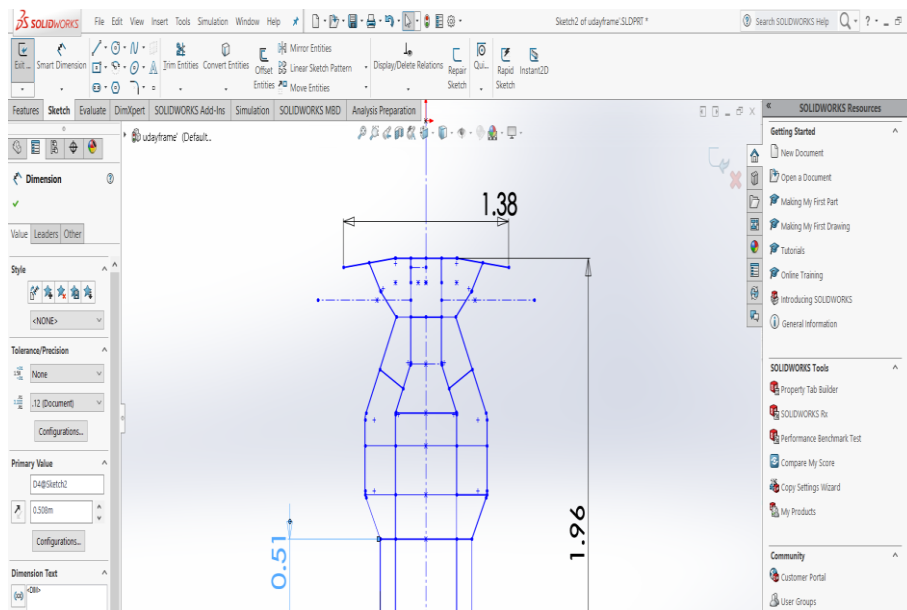 SOLIDWORKS File Edit View Insert Tools Simulation Window Help Sketch2 of udayframe'.SLDPRT * Search SOLIDWORKS Help
Exit ... Smart Dimension Trim Entities Convert Entities Offset Entities Mirror Entities Linear Sketch Pattern Move Entities Display/Delete Relations Repair Sketch Qui... Rapid Sketch Instant2D
Features Sketch Evaluate DimXpert SOLIDWORKS Add-Ins Simulation SOLIDWORKS MBD Analysis Preparation
udayframe' (Default..
Dimension
Value Leaders Other
Style
<NONE>
Tolerance/Precision
None
.12 (Document)
Configurations...
Primary Value
D4@Sketch2
0.508m
Configurations...
Dimension Text
<DIM>
1.38
1.96
0.51
SOLIDWORKS Resources
Getting Started
New Document
Open a Document
Making My First Part
Making My First Drawing
Tutorials
Online Training
Introducing SOLIDWORKS
General Information
SOLIDWORKS Tools
Property Tab Builder
SOLIDWORKS Rx
Performance Benchmark Test
Compare My Score
Copy Settings Wizard
My Products
Community
Customer Portal
User Groups